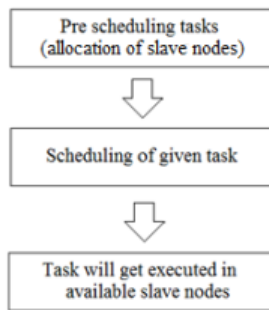 Pre scheduling tasks
(allocation of slave nodes)
Scheduling of given task
Task will get executed in
available slave nodes